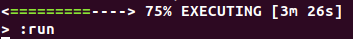 <=========----> 75% EXECUTING [3m 26s]
> :run